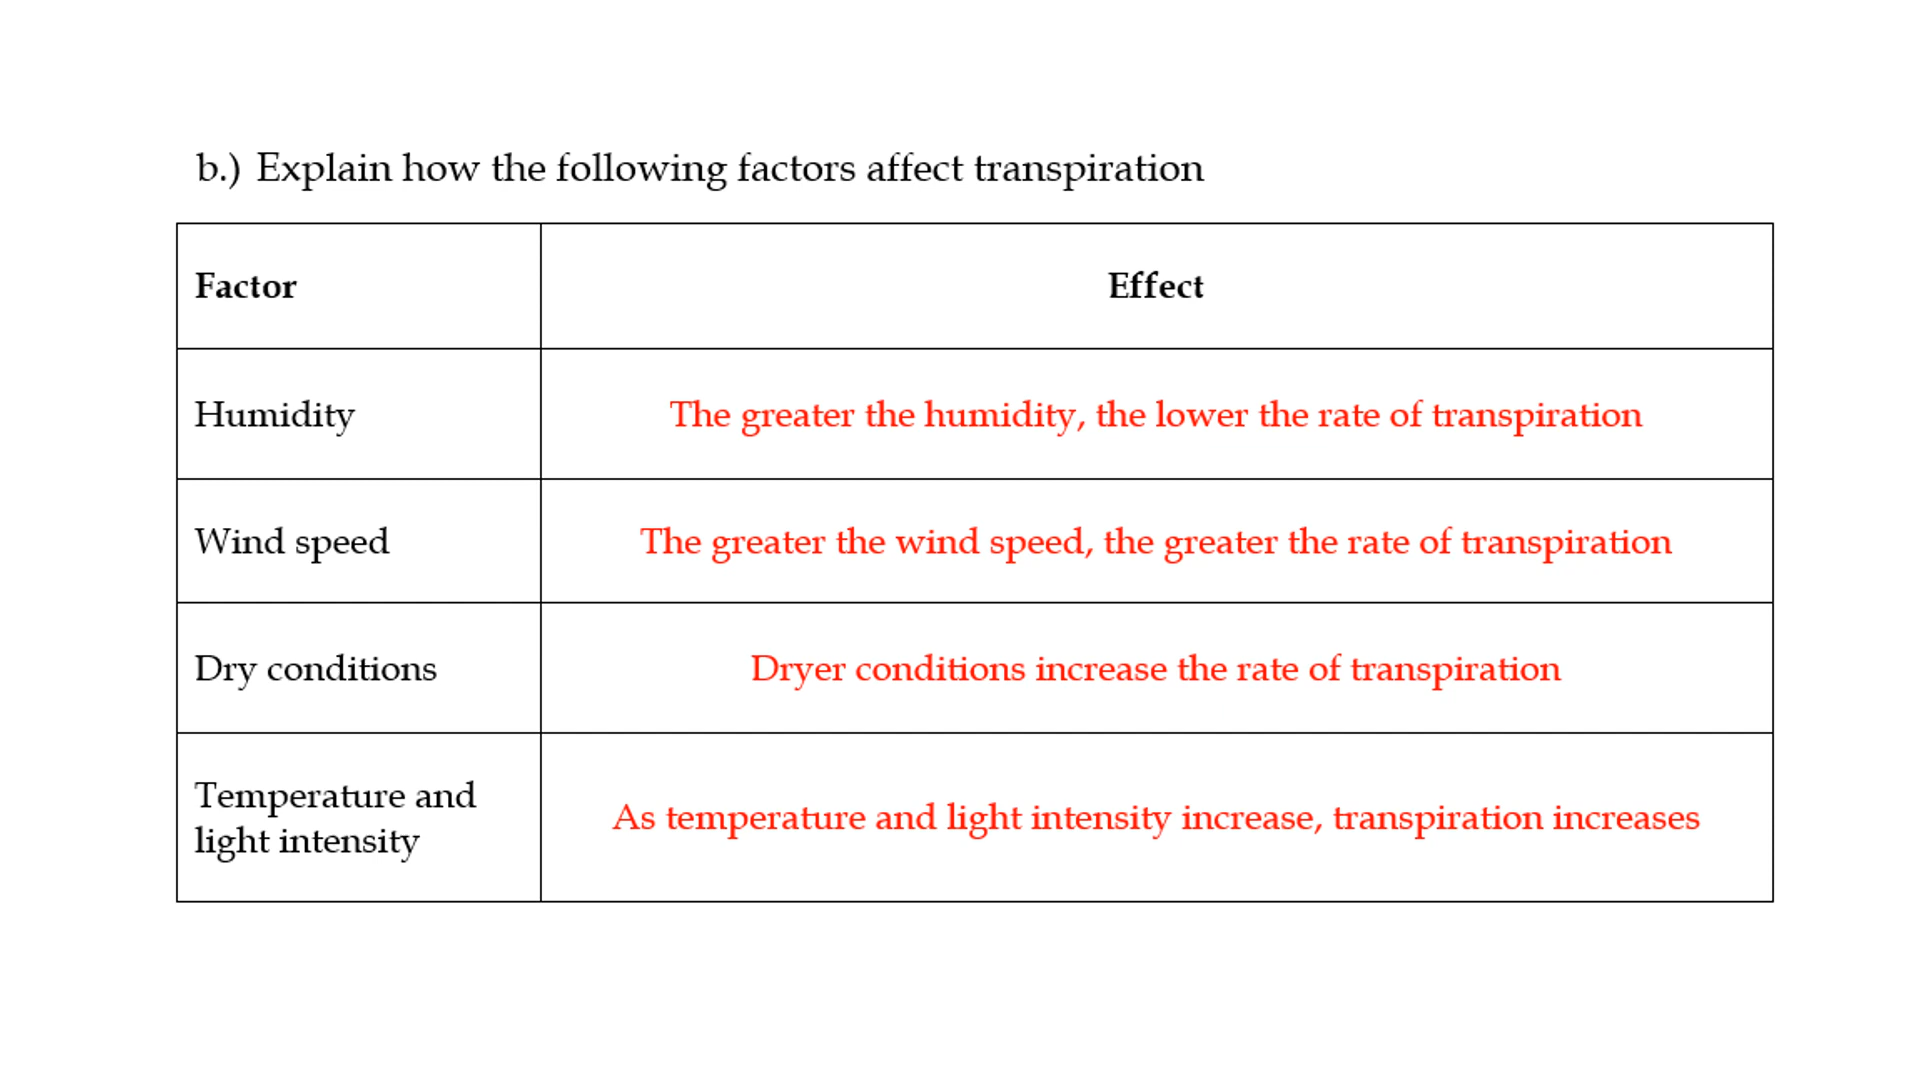 b.) Explain how the following factors affect transpiration
Factor
Effect
Humidity
The greater the humidity, the lower the rate of transpiration
Wind speed
The greater the wind speed, the greater the rate of transpiration
Dry conditions
Dryer conditions increase the rate of transpiration
Temperature and
light intensity
As temperature and light intensity increase, transpiration increases